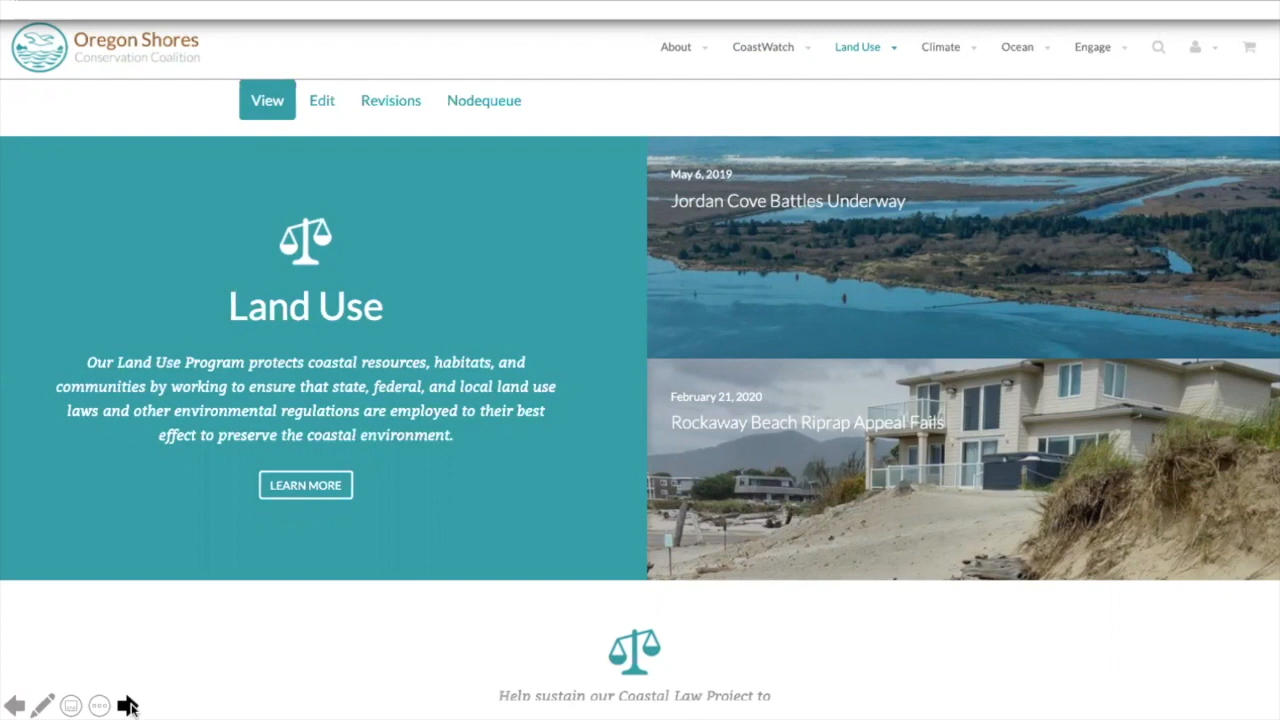 Oregon Shores
Conservation Coalition
About
CoastWatch
Land Use
Climate
Ocean
Engage
View
Edit
Revisions
Nodequeue
Land Use
Our Land Use Program protects coastal resources, habitats, and
communities by working to ensure that state, federal, and local land use
laws and other environmental regulations are employed to their best
effect to preserve the coastal environment.
LEARN MORE
May 6, 2019
Jordan Cove Battles Underway
February 21, 2020
Rockaway Beach Riprap Appeal Fails
Help sustain our Coastal Law Project to